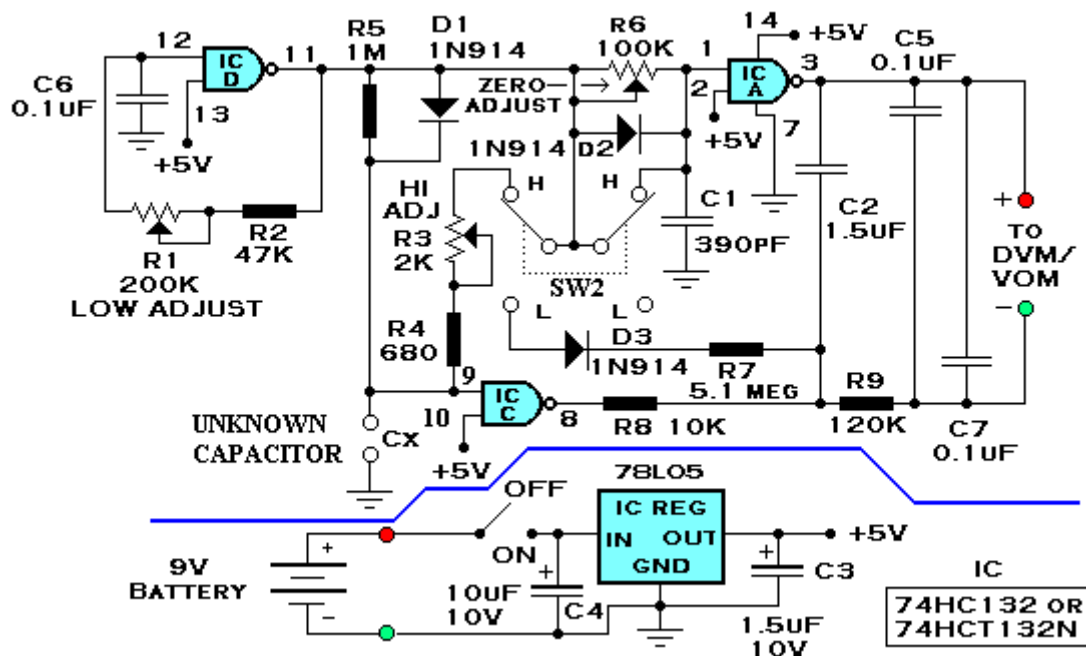 12
IC
D
11
C6
0.1uF
13
+5V
R5
1M
D1
1N914
R6
100K
ZERO
ADJUST
1N914
D2
1
2
+5V
IC
A
14
+5V
3
7
C5
0.1uF
R1
200K
LOW ADJUST
R2
47K
HI
ADJ
R3
2K
H
H
SW2
L
L
C1
390pF
C2
1.5uF
+
TO
DVM/
VOM
-
R4
680
D3
1N914
R7
5.1 MEG
9
10
IC
C
8
+5V
R8 10K
R9
120K
C7
0.1uF
UNKNOWN
CAPACITOR
Cx
OFF
ON
9V
BATTERY
+
-
10uF
10V
+
C4
78L05
IC REG
IN OUT
GND
+5V
+
C3
1.5uF
10V
IC
74HC132 OR
74HCT132N